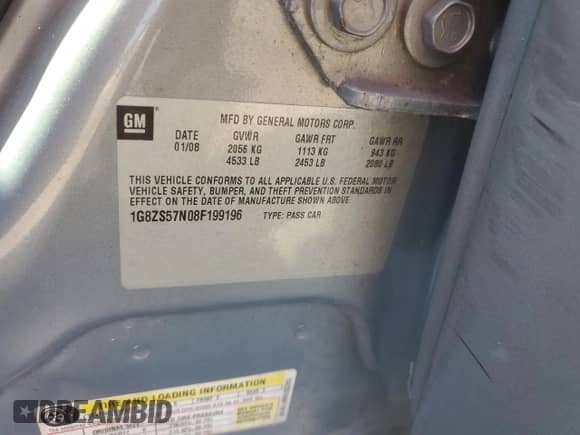 GM
MFD BY GENERAL MOTORS CORP.
DATE GVWR GAWR FRT GAWR RR
01/08 2056 KG 1113 KG 943 KG
4533 LB 2453 LB 2080 LB
THIS VEHICLE CONFORMS TO ALL APPLICABLE U.S. FEDERAL MOTOR
VEHICLE SAFETY, BUMPER, AND THEFT PREVENTION STANDARDS IN
EFFECT ON THE DATE OF MANUFACTURE SHOWN ABOVE.
1G8ZS57N08F199196 TYPE: PASS CAR
TIRE AND LOADING INFORMATION
DREAMBID